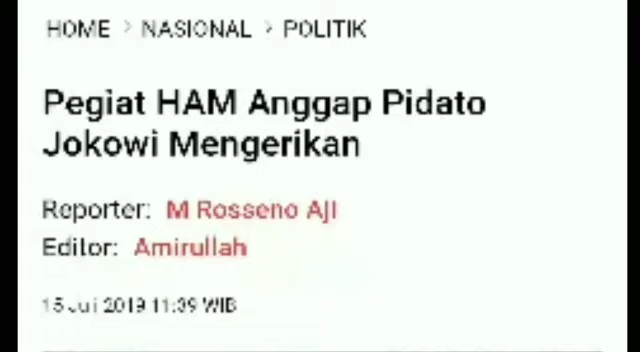 HOME > NASIONAL > POLITIK
Pegiat HAM Anggap Pidato
Jokowi Mengerikan
Reporter: M Rosseno Aji
Editor: Amirullah
15 Juli 2019 11:39 WIB